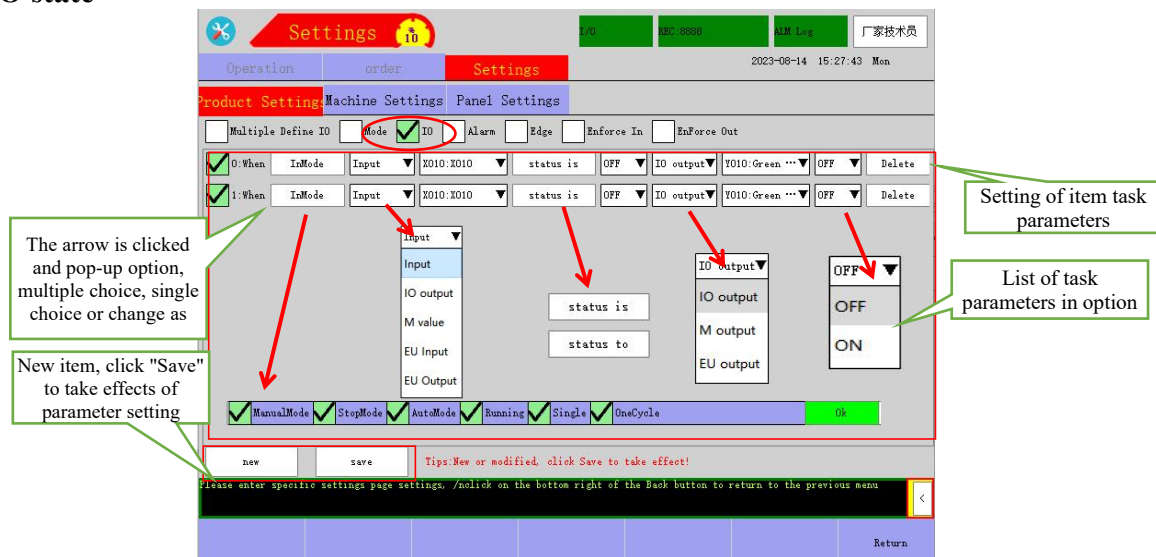 O state
Settings
%
10
I/O
REC:8888
ALM Log
厂家技术员
Operation
order
Settings
2023-08-14 15:27:43 Mon
Product Settings
Machine Settings
Panel Settings
Multiple Define IO
Mode
IO
Alarm
Edge
Enforce In
EnForce Out
0:When InMode Input ▼ X010:X010 ▼ status is OFF ▼ IO output▼ Y010:Green ···▼ OFF ▼ Delete
1:When InMode Input ▼ X010:X010 ▼ status is OFF ▼ IO output▼ Y010:Green ···▼ OFF ▼ Delete
Setting of item task
parameters
The arrow is clicked
and pop-up option,
multiple choice, single
choice or change as
Input ▼
Input
IO output
M value
EU Input
EU Output
status is
status to
IO output▼
IO output
M output
EU output
OFF ▼
OFF
ON
List of task
parameters in option
New item, click "Save"
to take effects of
parameter setting
ManualMode
StopMode
AutoMode
Running
Single
OneCycle
Ok
new
save
Tips:New or modified, click Save to take effect!
Please enter specific settings page settings, /nclick on the bottom right of the Back button to return to the previous menu
<
Return